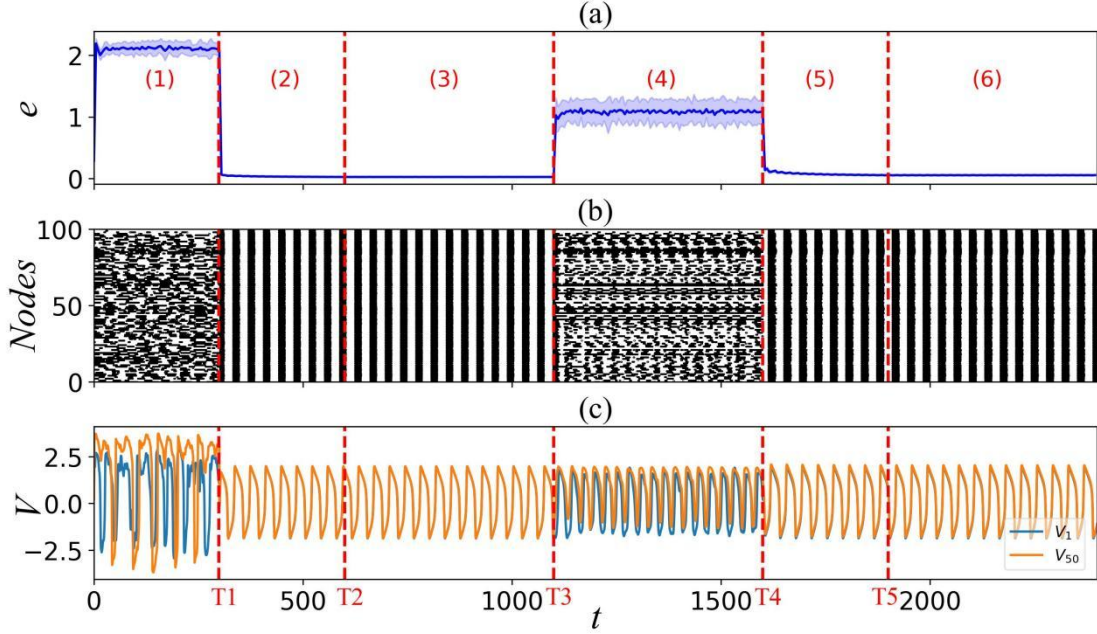 (a)
2
1
0
e
(1) (2) (3) (4) (5) (6)
(b)
100
50
0
Nodes
(c)
2.5
0.0
−2.5
V
V1
V50
0 T1 500 T2 1000 T3 1500 T4 T5 2000
t